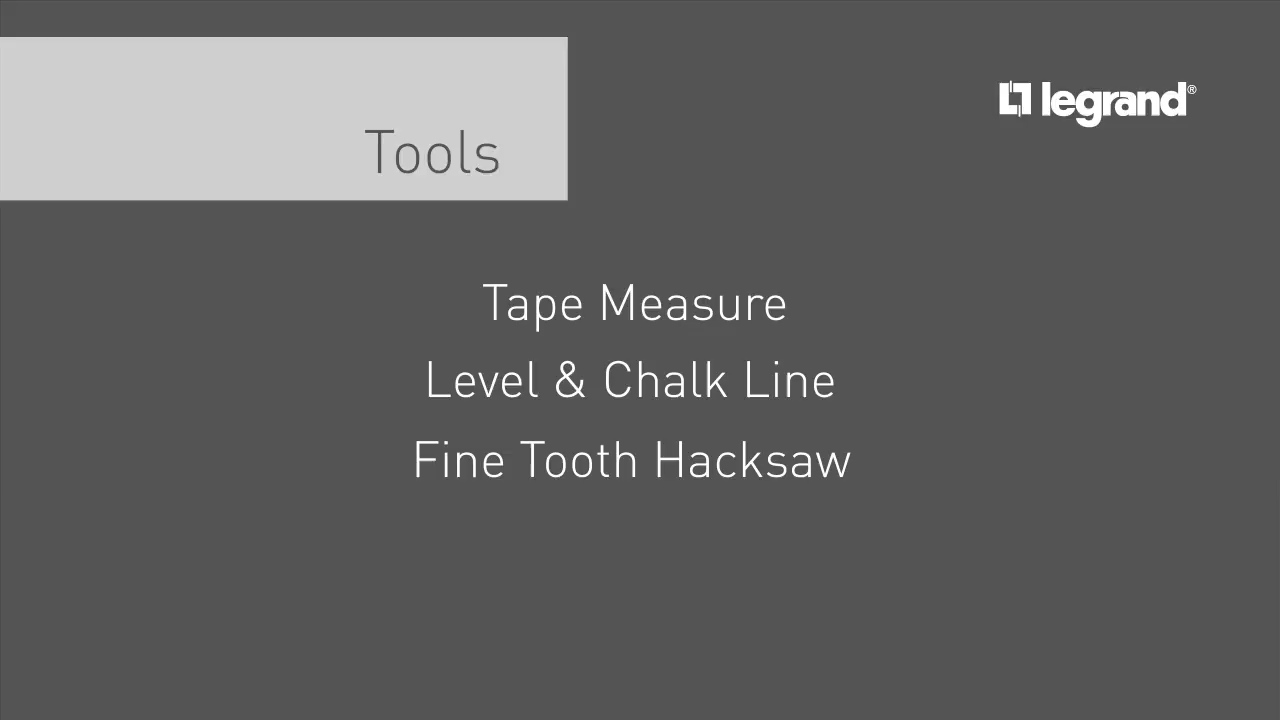 legrand®
Tools
Tape Measure
Level & Chalk Line
Fine Tooth Hacksaw